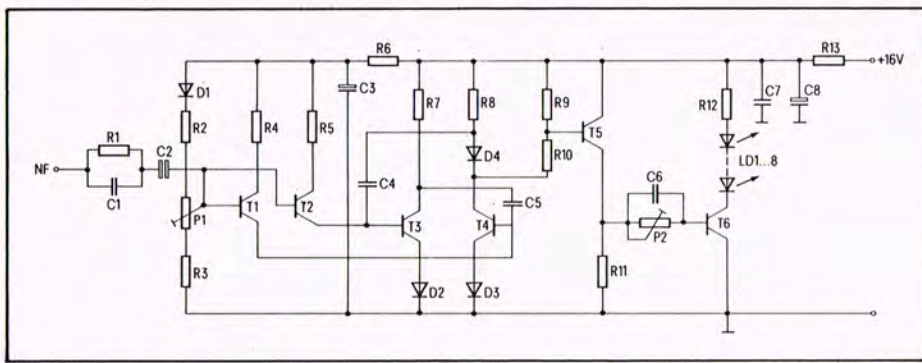 R6
R13
+16V
D1
C3
R7
R8
R9
R12
C7
C8
R2
R4
R5
T5
R1
C2
D4
R10
LD1...8
NF
C4
C6
C1
P1
T1
T2
T3
C5
T4
P2
T6
R3
D2
D3
R11